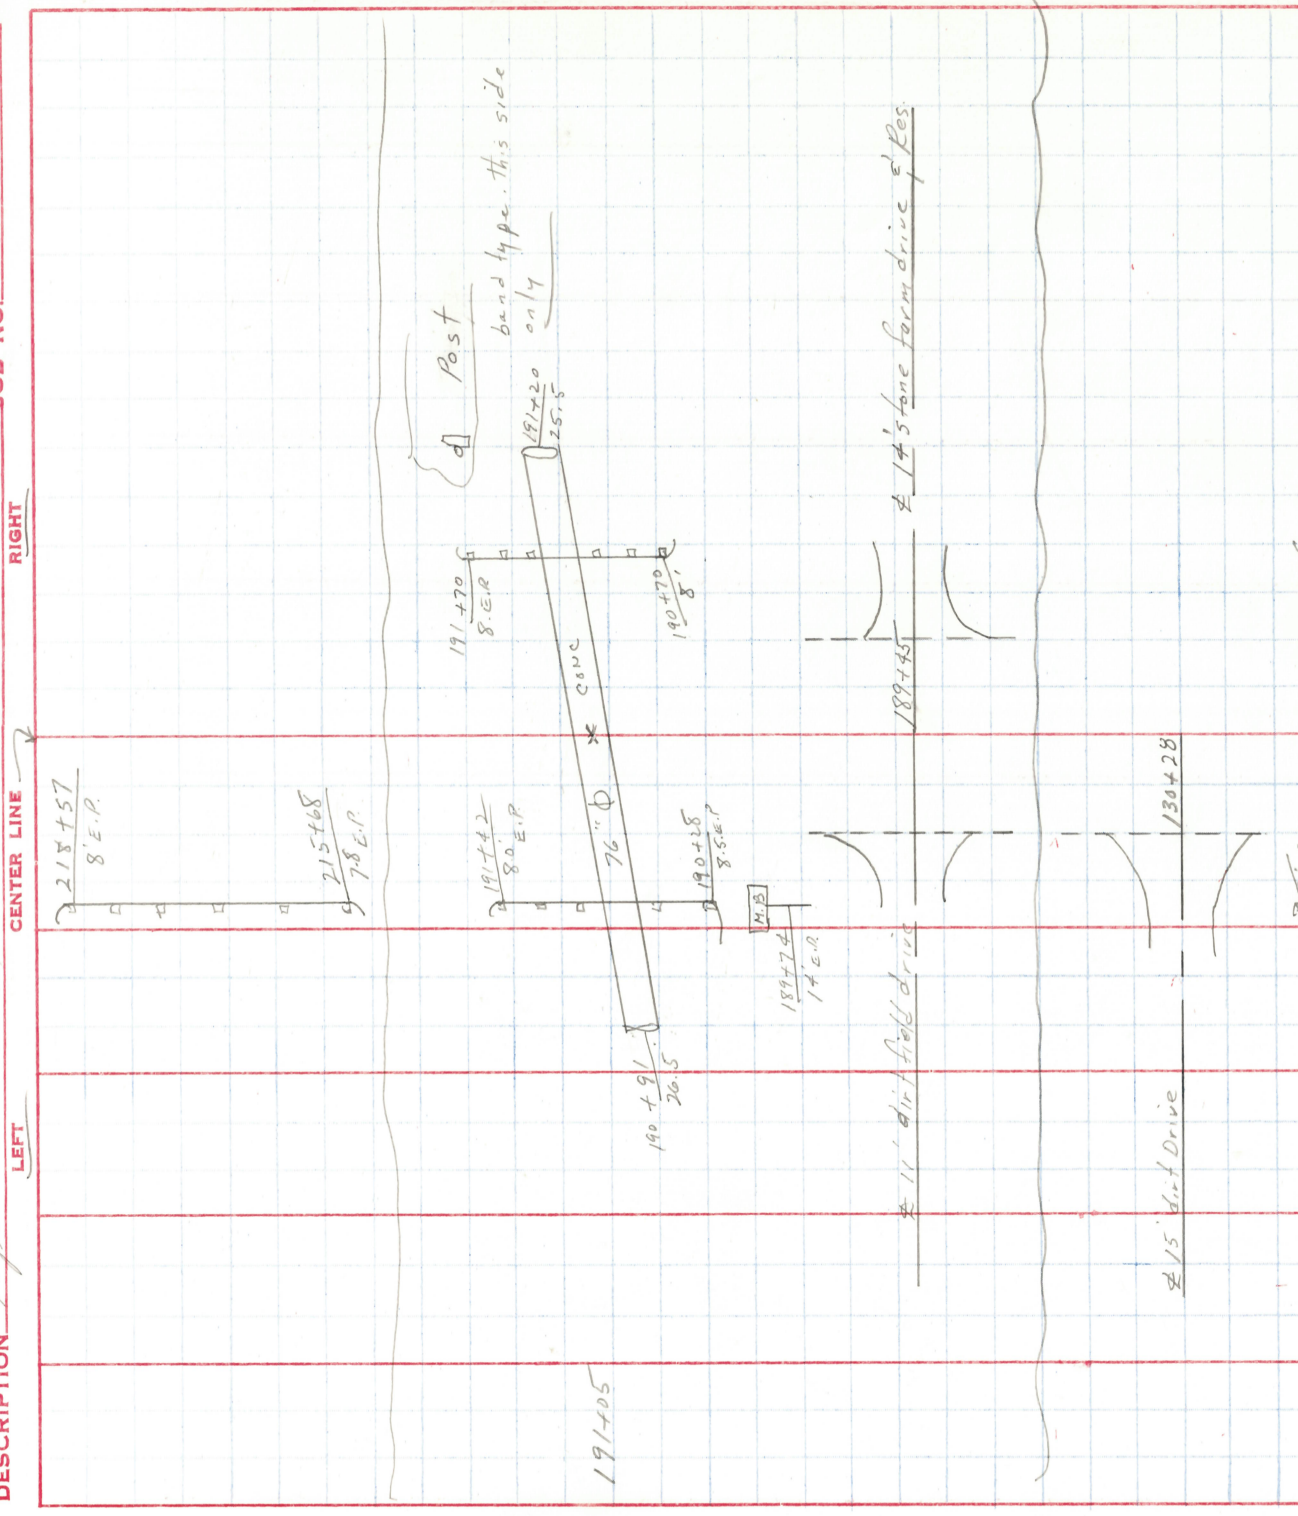 DESCRIPTION
LEFT
CENTER LINE
RIGHT
218+57
8' E.P.
215+68
7.8 E.P.
d Post
band type this side
only
191+70
8. E.P.
191+20
25.5
191+42
8.0' E.P.
76" CONC
190+70
8'
190+28
8.5 E.P.
190+91
26.5
191+05
M.B
189+74
14' E.P.
11' dirt field drive
189+45
14' stone farm drive & Res.
15' dirt Drive
130+28